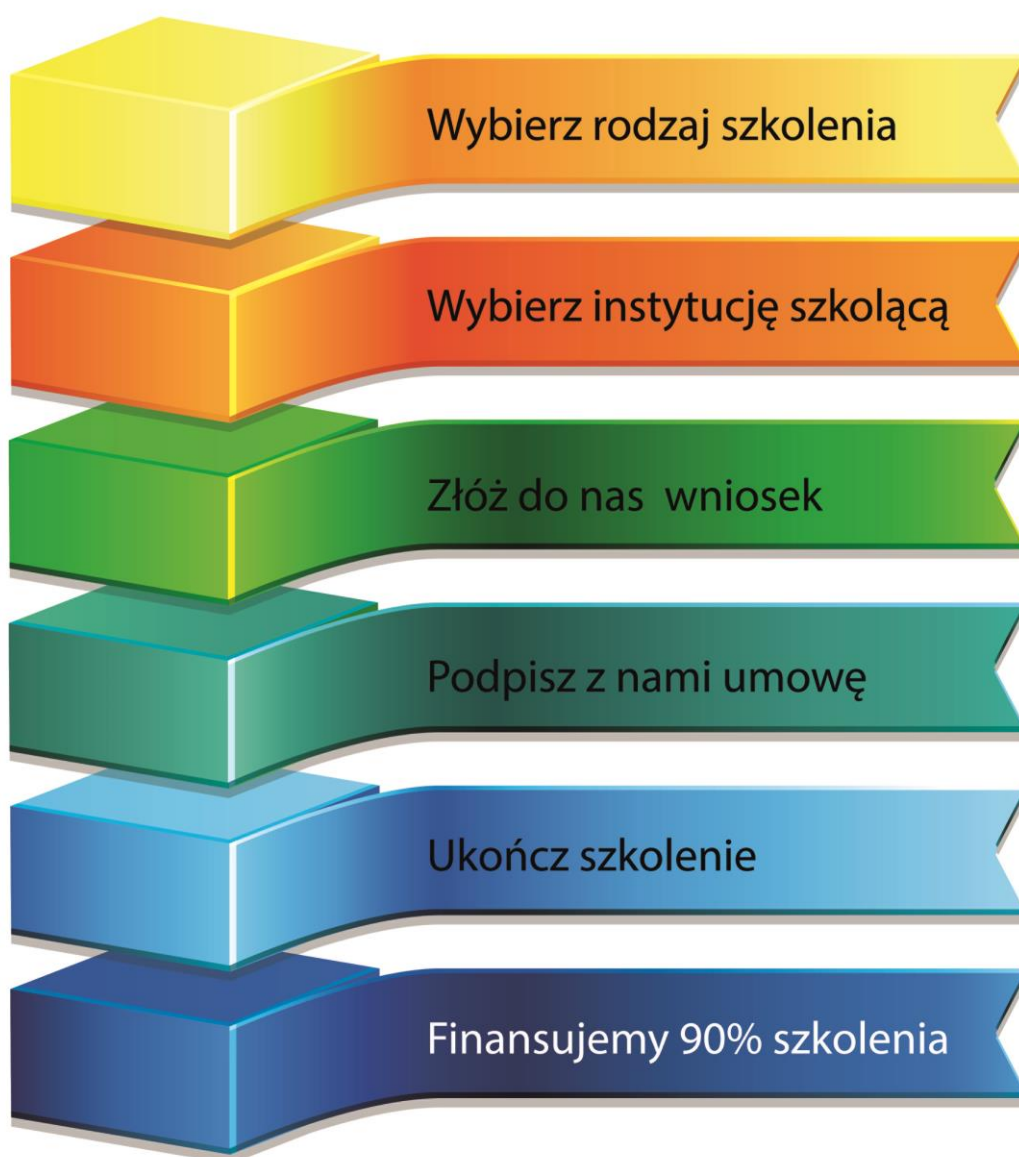 Wybierz rodzaj szkolenia
Wybierz instytucję szkolącą
Złóż do nas wniosek
Podpisz z nami umowę
Ukończ szkolenie
Finansujemy 90% szkolenia